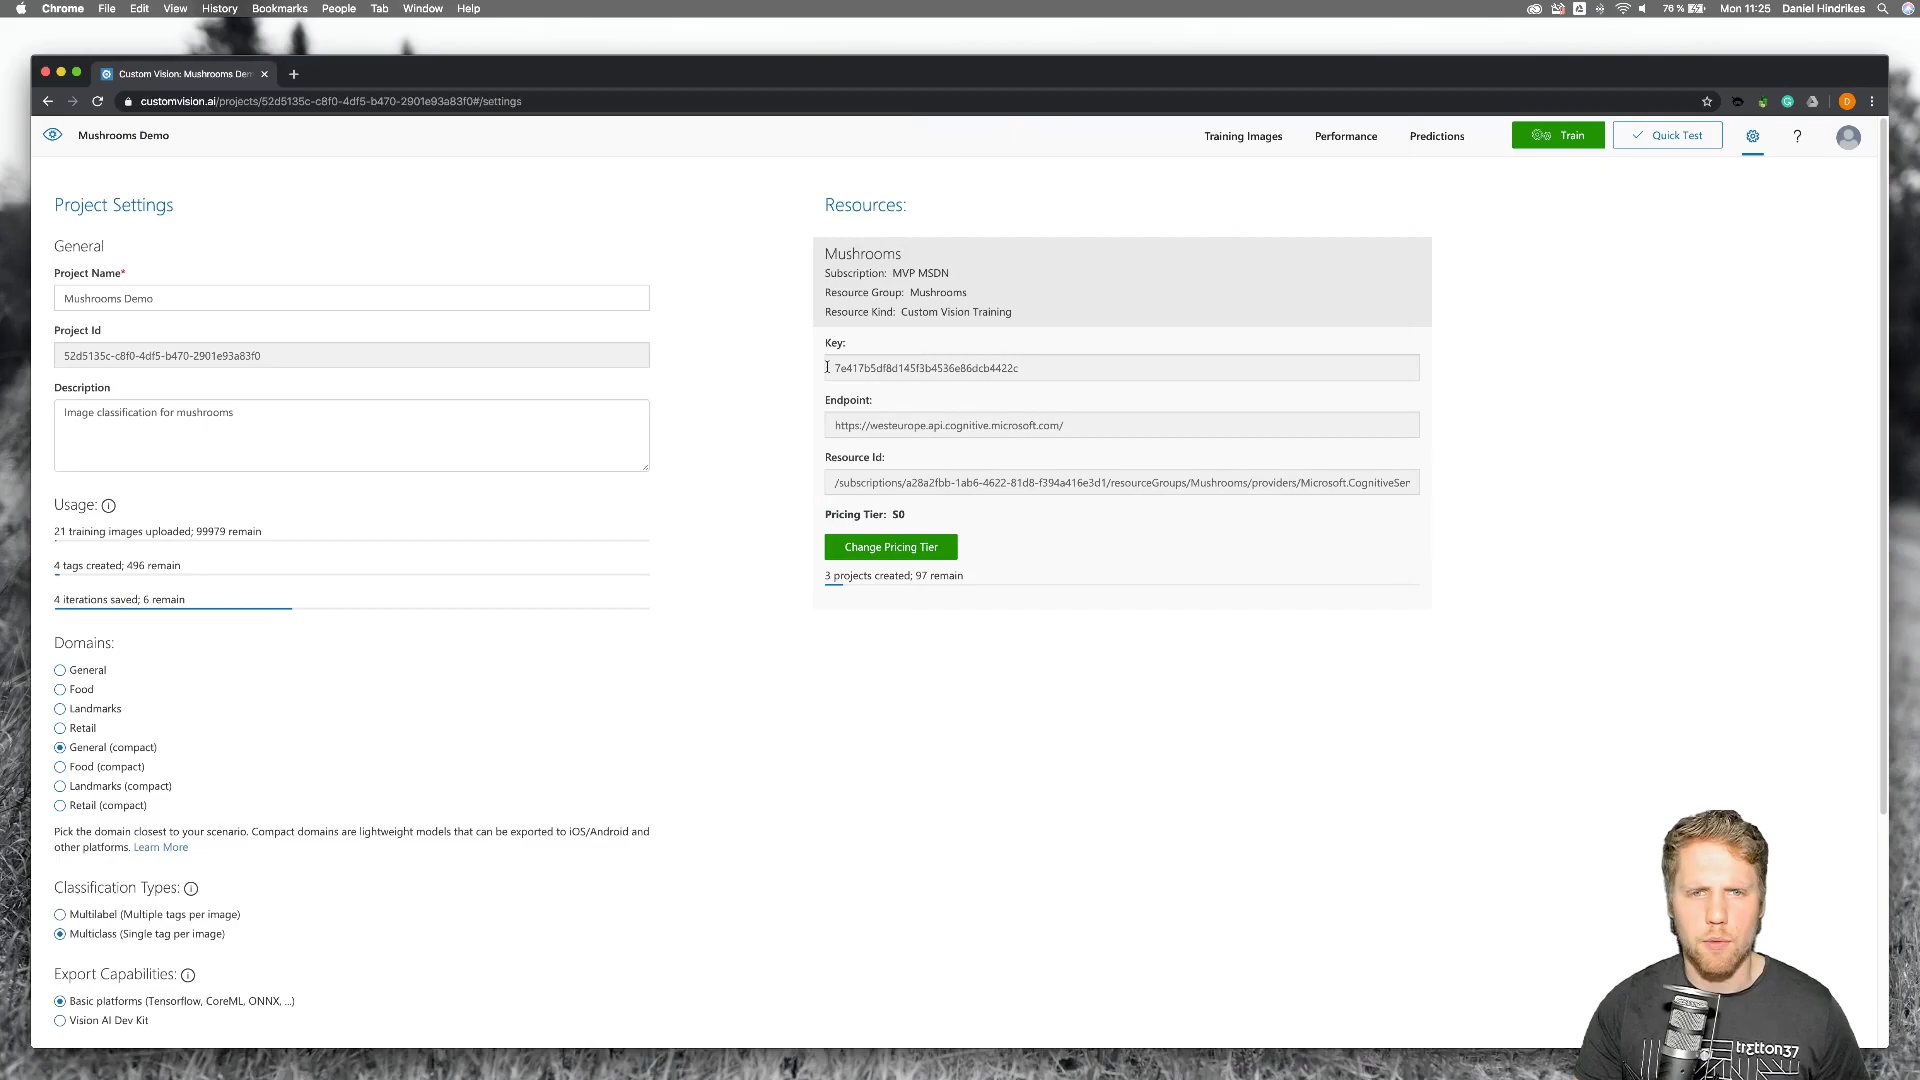 Chrome File Edit View History Bookmarks People Tab Window Help
76 % Mon 11:25 Daniel Hindrikes
Custom Vision: Mushrooms Dem
customvision.ai/projects/52d5135c-c8f0-4df5-b470-2901e93a83f0#/settings
D
Mushrooms Demo
Training Images Performance Predictions Train Quick Test ?
Project Settings
General
Project Name*
Mushrooms Demo
Project Id
52d5135c-c8f0-4df5-b470-2901e93a83f0
Description
Image classification for mushrooms
Usage:
21 training images uploaded; 99979 remain
4 tags created; 496 remain
4 iterations saved; 6 remain
Domains:
General
Food
Landmarks
Retail
General (compact)
Food (compact)
Landmarks (compact)
Retail (compact)
Pick the domain closest to your scenario. Compact domains are lightweight models that can be exported to iOS/Android and
other platforms. Learn More
Classification Types:
Multilabel (Multiple tags per image)
Multiclass (Single tag per image)
Export Capabilities:
Basic platforms (Tensorflow, CoreML, ONNX, ...)
Vision AI Dev Kit
Resources:
Mushrooms
Subscription: MVP MSDN
Resource Group: Mushrooms
Resource Kind: Custom Vision Training
Key:
7e417b5df8d145f3b4536e86dcb4422c
Endpoint:
https://westeurope.api.cognitive.microsoft.com/
Resource Id:
/subscriptions/a28a2fbb-1ab6-4622-81d8-f394a416e3d1/resourceGroups/Mushrooms/providers/Microsoft.CognitiveSer
Pricing Tier: S0
Change Pricing Tier
3 projects created; 97 remain
trετton37